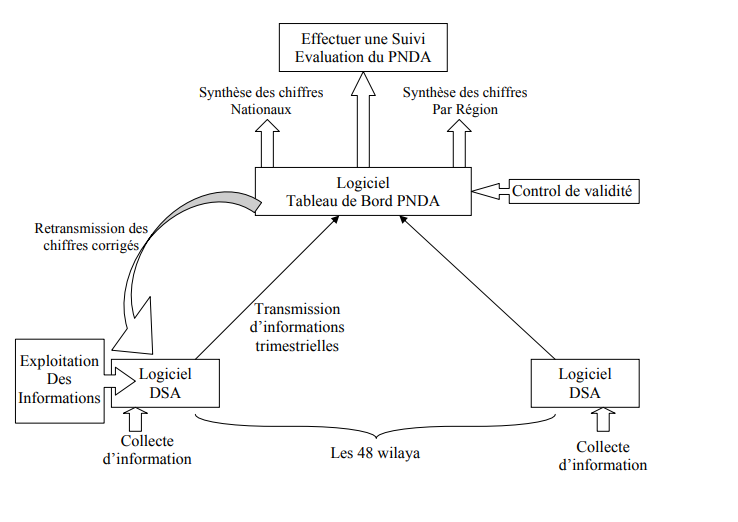 Effectuer une Suivi
Evaluation du PNDA
Synthèse des chiffres
Nationaux
Synthèse des chiffres
Par Région
Logiciel
Tableau de Bord PNDA
Control de validité
Retransmission des
chiffres corrigés
Transmission
d'informations
trimestrielles
Exploitation
Des
Informations
Logiciel
DSA
Logiciel
DSA
Collecte
d'information
Les 48 wilaya
Collecte
d'information